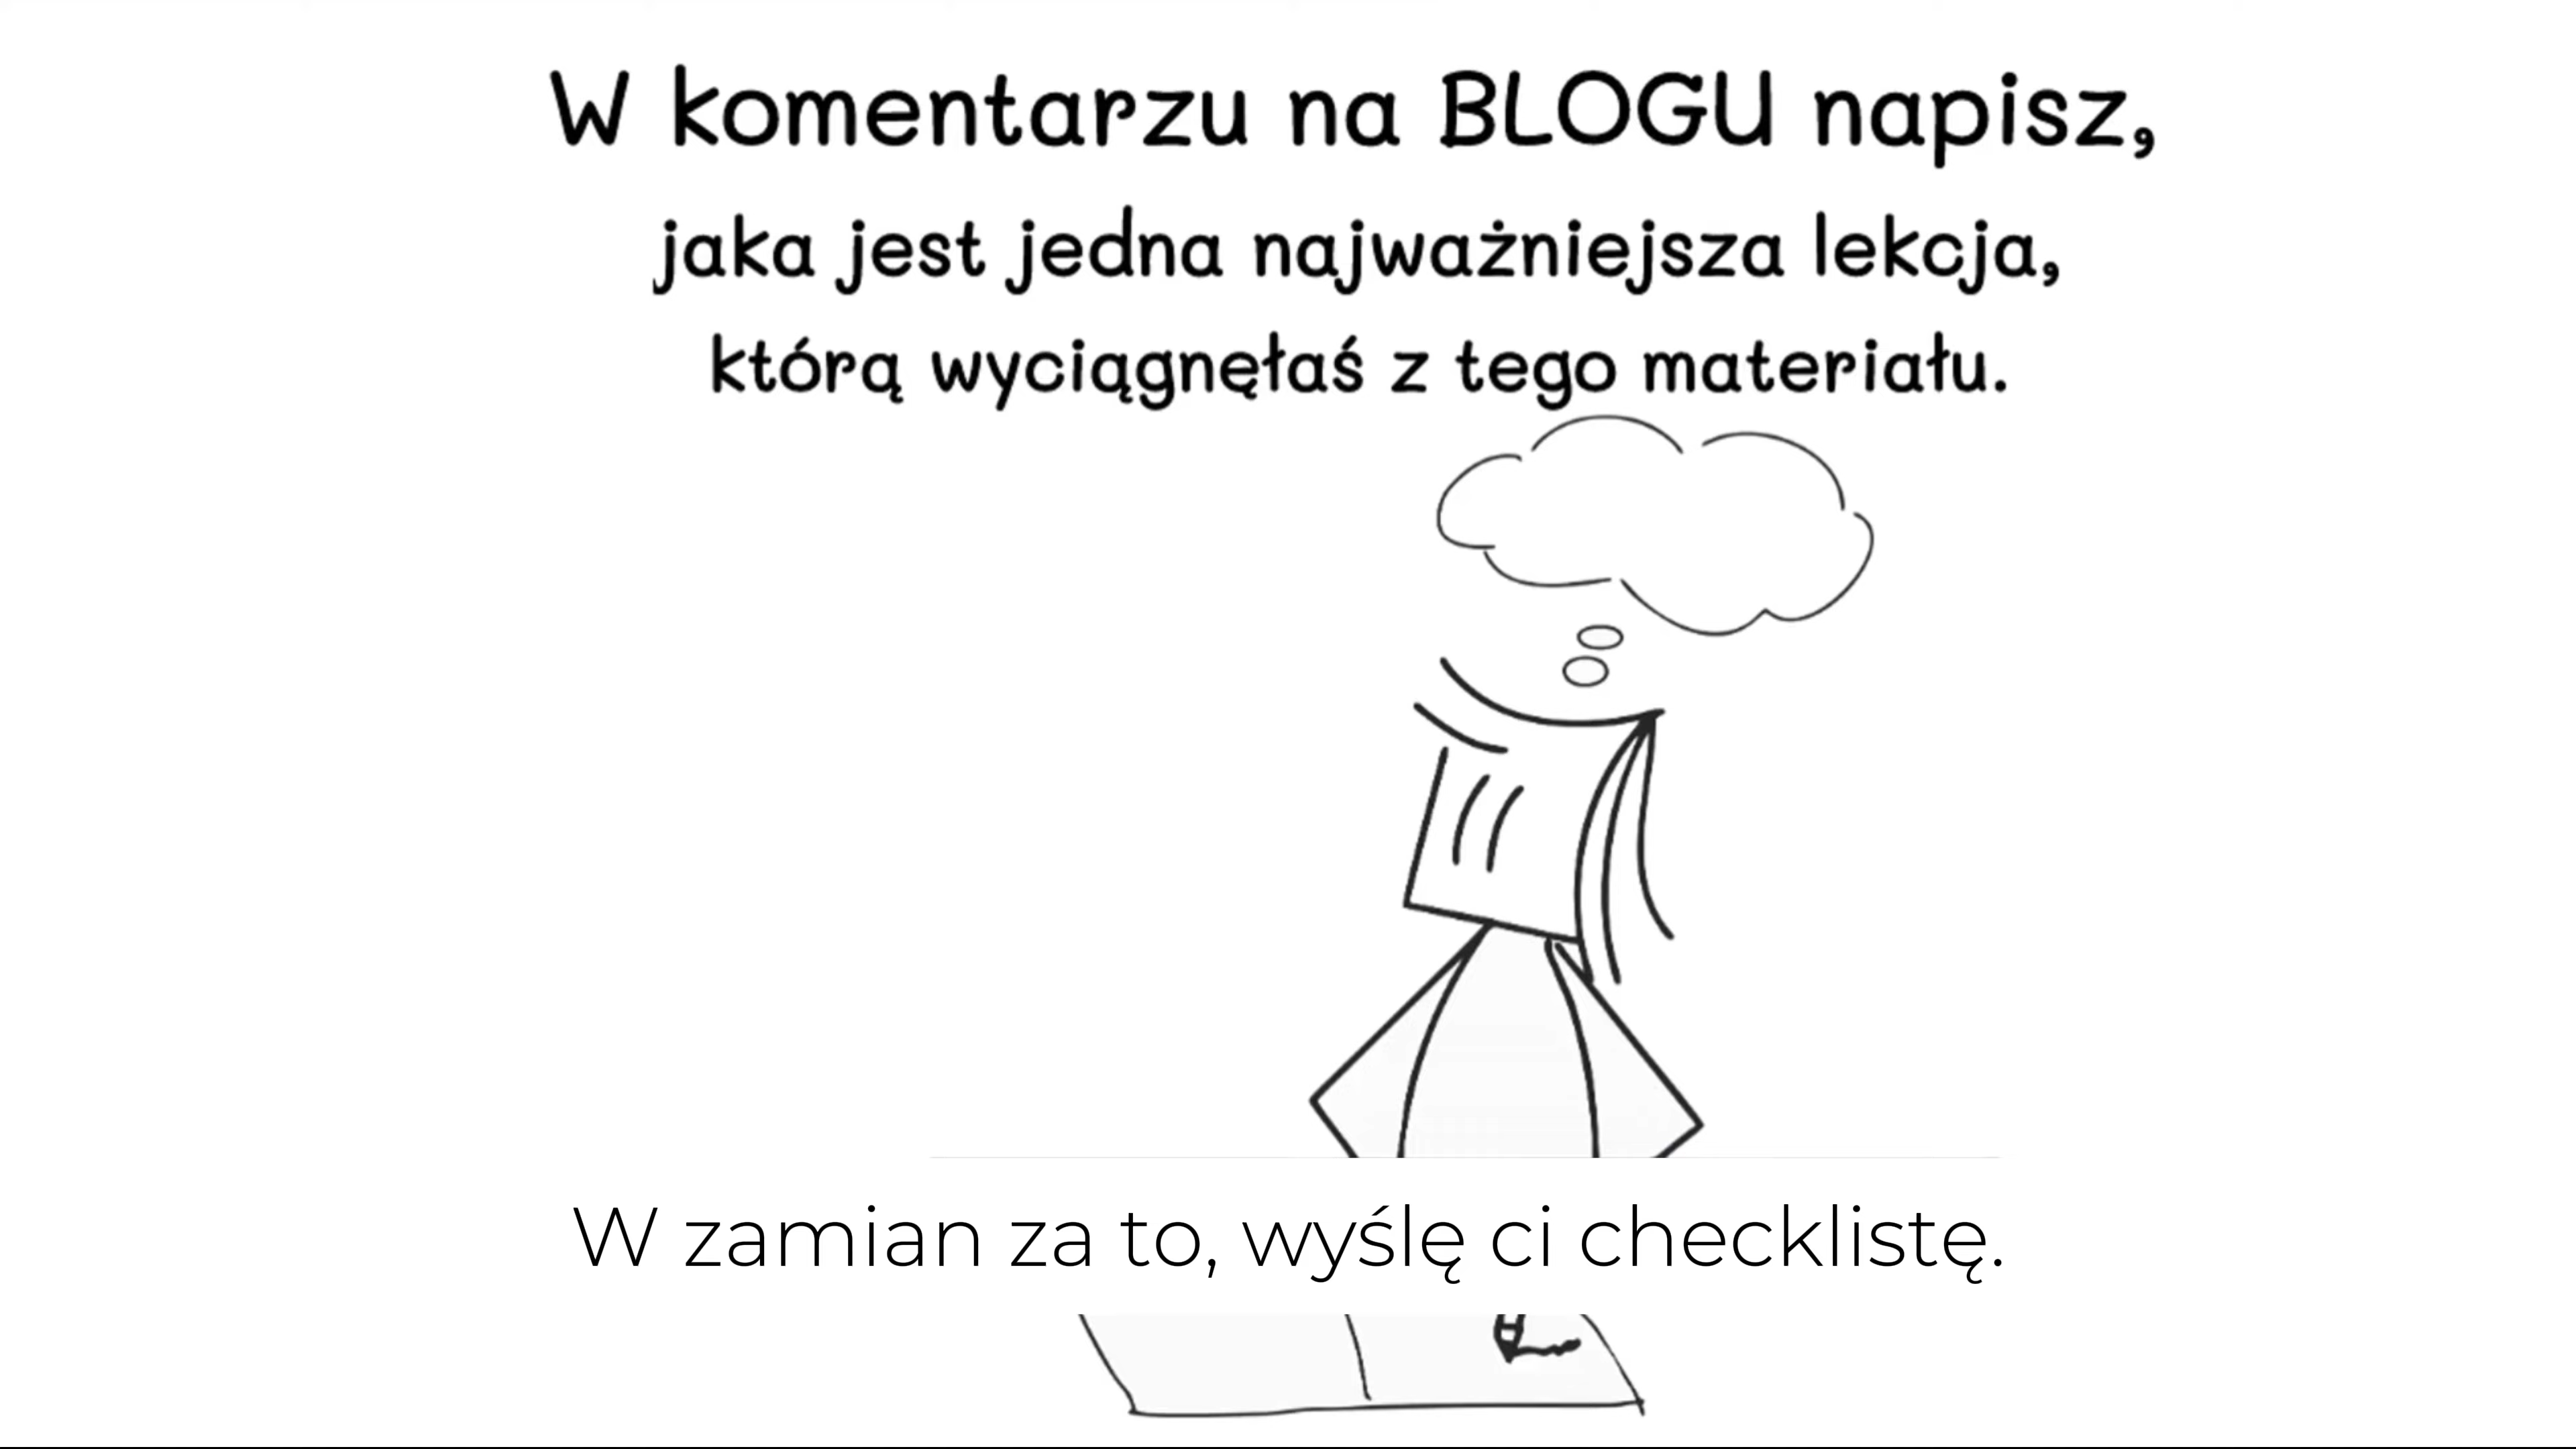 W komentarzu na BLOGU napisz,
jaka jest jedna najważniejsza lekcja,
którą wyciągnęłaś z tego materiału.
W zamian za to, wyślę ci checklistę.